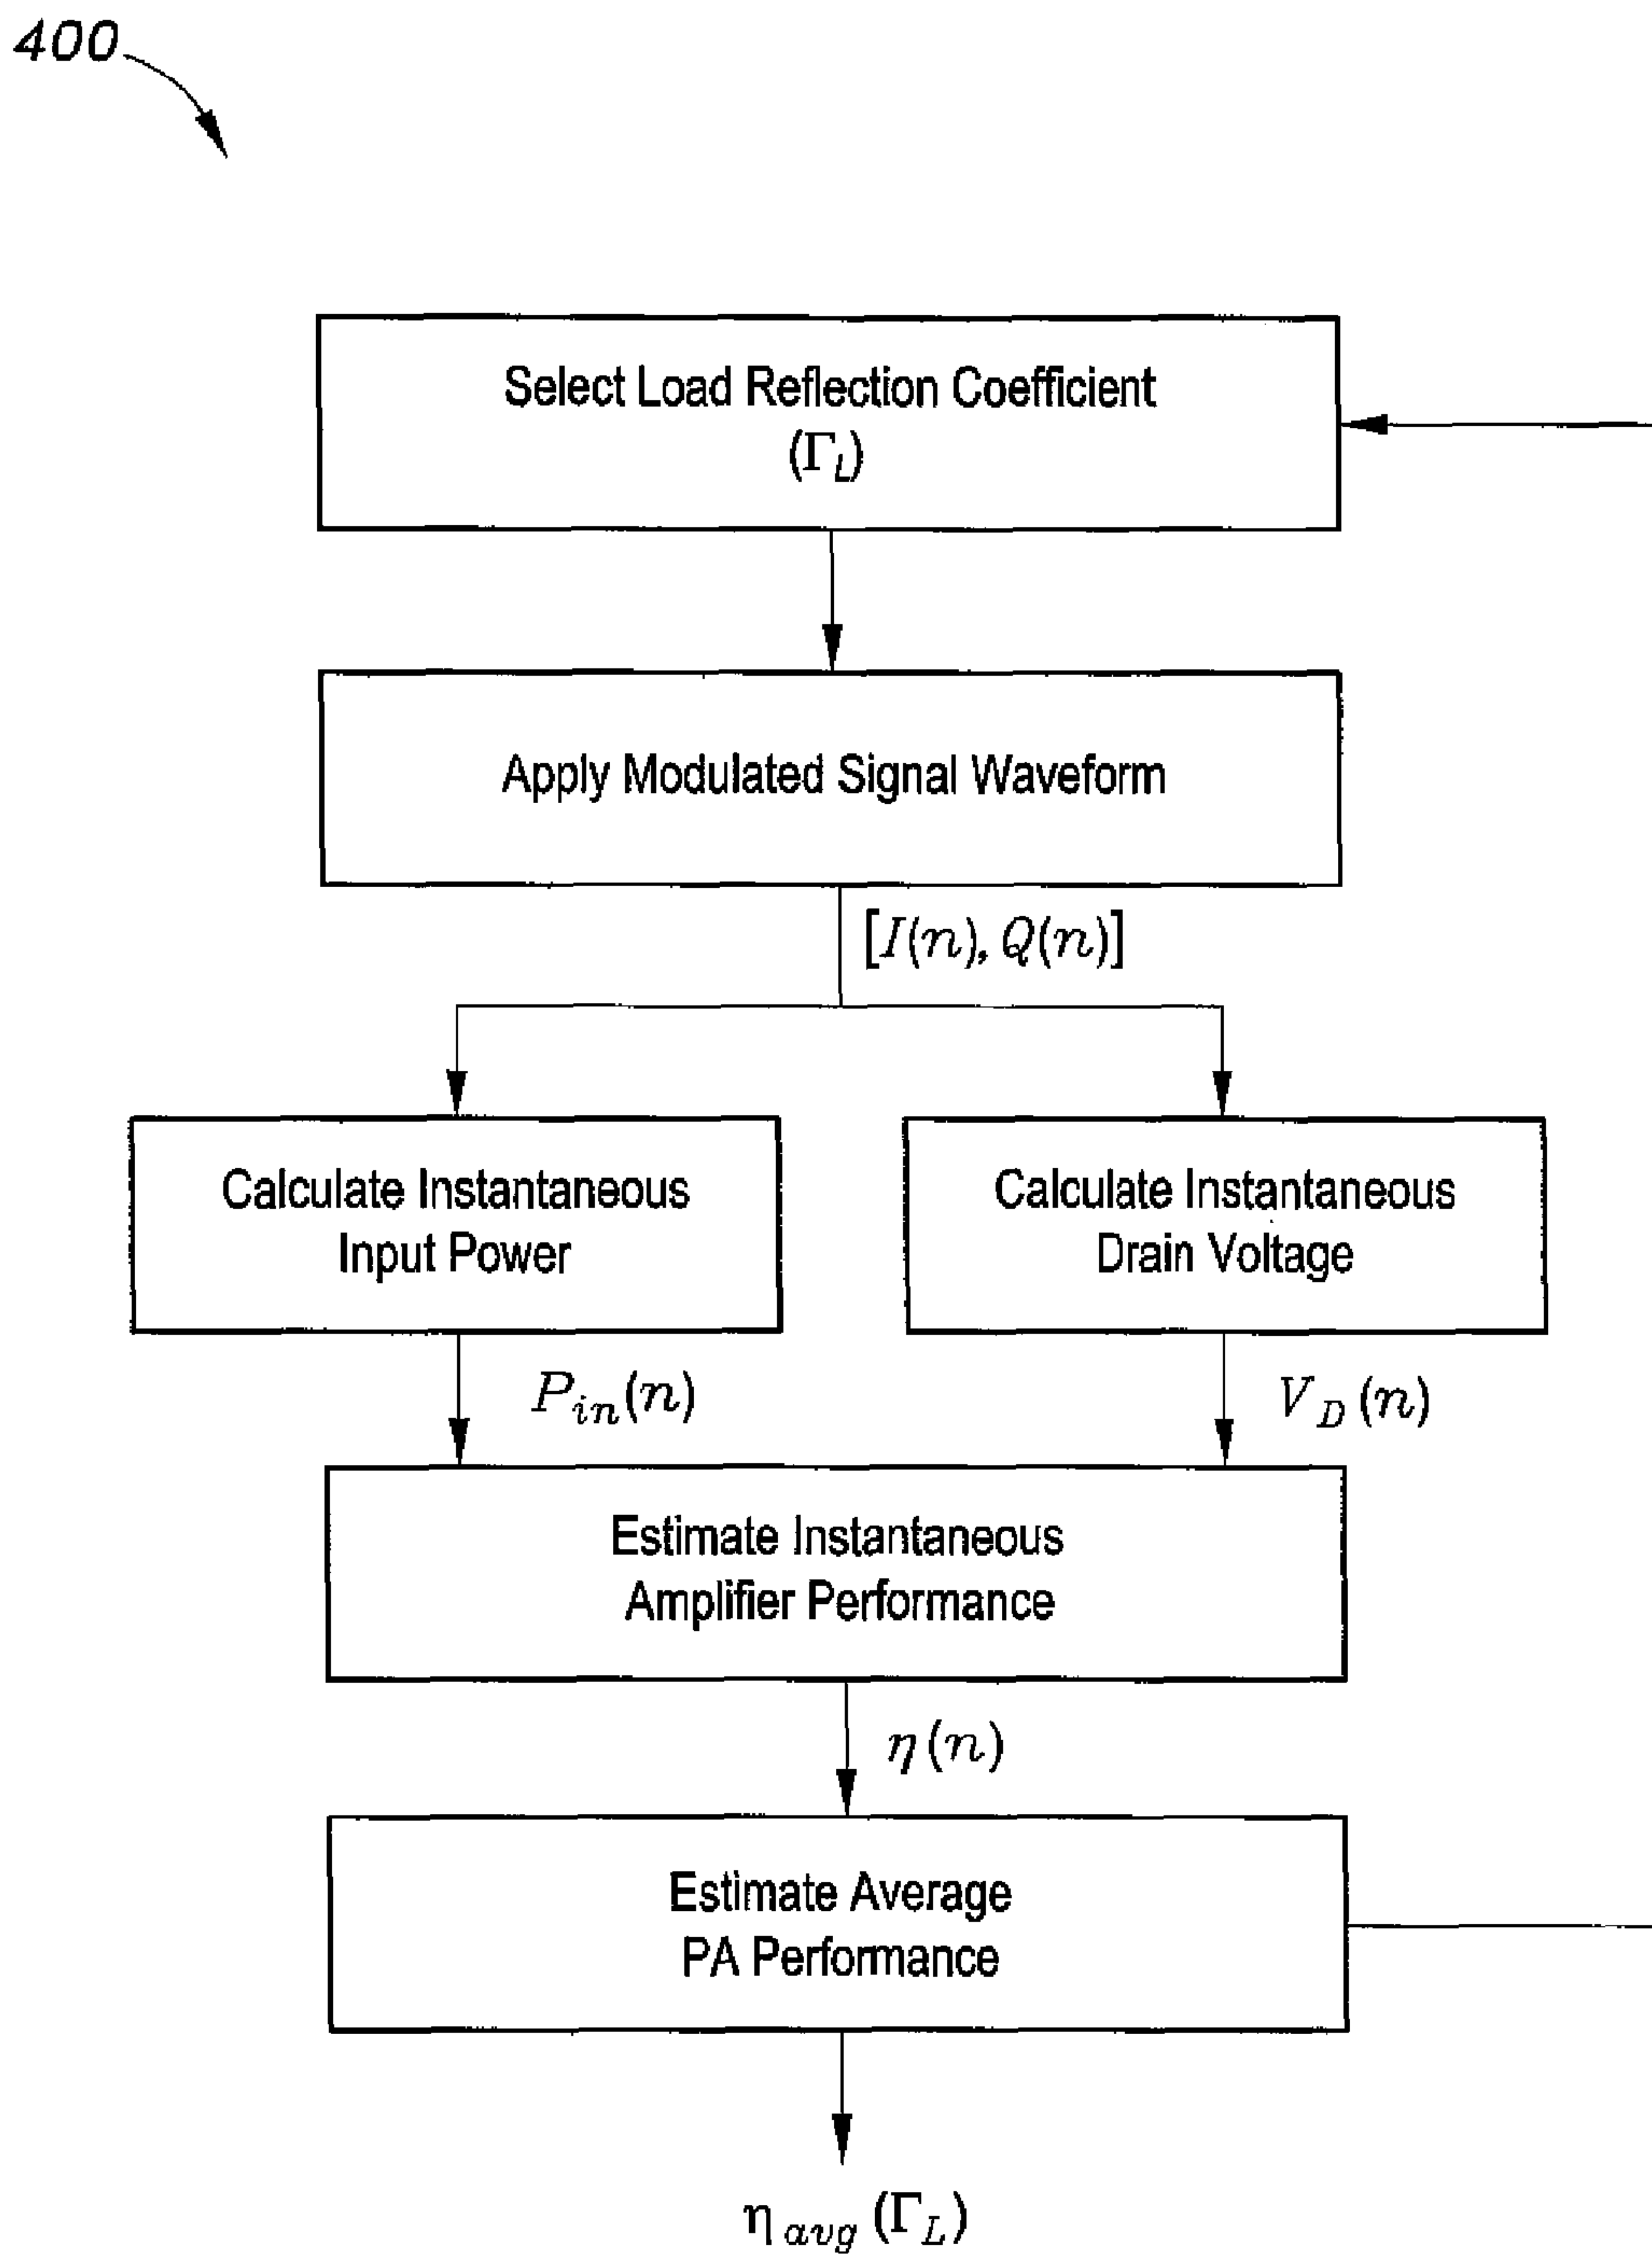 400
Select Load Reflection Coefficient
(Γ_L)
Apply Modulated Signal Waveform
[I(n), Q(n)]
Calculate Instantaneous
Input Power
Calculate Instantaneous
Drain Voltage
P_in(n)
V_D(n)
Estimate Instantaneous
Amplifier Performance
η(n)
Estimate Average
PA Performance
η_avg(Γ_L)